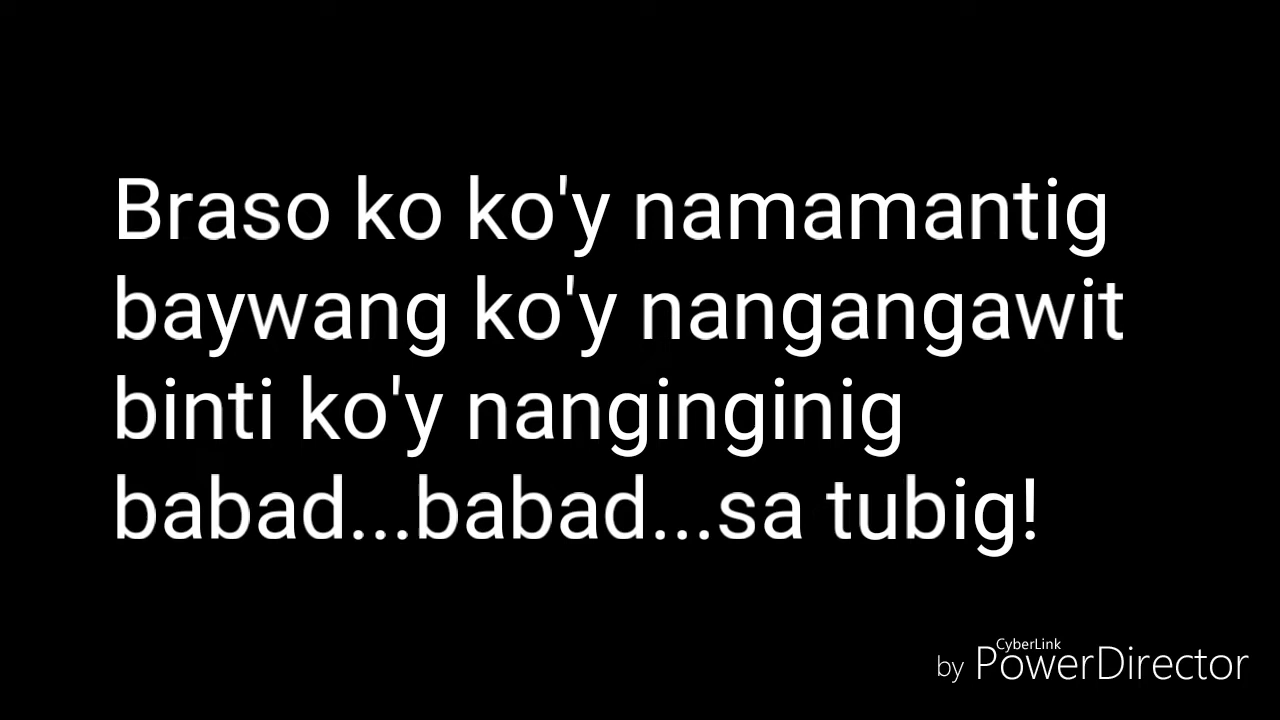 Braso ko ko'y namamantig
baywang ko'y nangangawit
binti ko'y nanginginig
babad...babad...sa tubig!
CyberLink
by PowerDirector